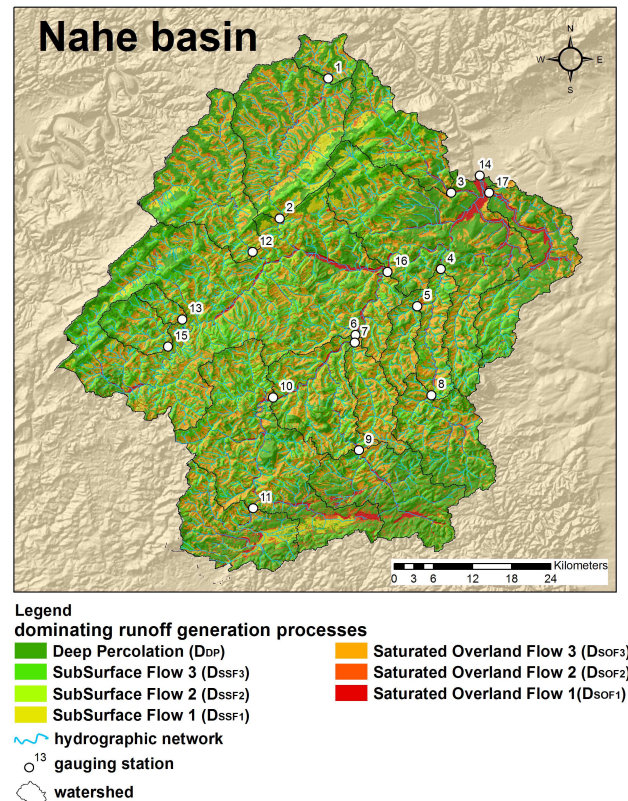 Nahe basin
N
W E
S
1
14
3
17
2
12
4
16
5
13
6
7
15
8
10
9
11
Kilometers
0 3 6 12 18 24
Legend
dominating runoff generation processes
Deep Percolation (DDP)
SubSurface Flow 3 (DSSF3)
SubSurface Flow 2 (DSSF2)
SubSurface Flow 1 (DSSF1)
Saturated Overland Flow 3 (DSOF3)
Saturated Overland Flow 2 (DSOF2)
Saturated Overland Flow 1(DSOF1)
hydrographic network
13 gauging station
watershed